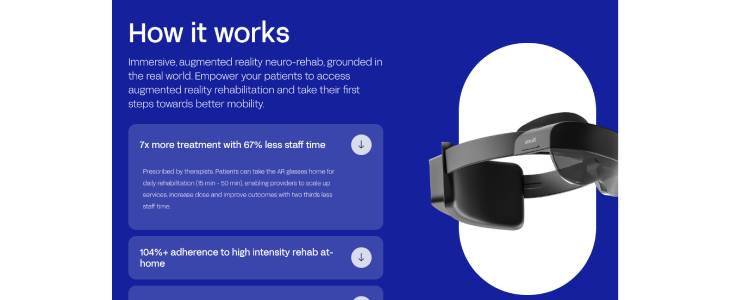 How it works
Immersive, augmented reality neuro-rehab, grounded in
the real world. Empower your patients to access
augmented reality rehabilitation and take their first
steps towards better mobility.
7x more treatment with 67% less staff time
Prescribed by therapists. Patients can take the AR glasses home for
daily rehabilitation (15 min - 50 min), enabling providers to scale up
services, increase dose and improve outcomes with two thirds less
staff time.
104%+ adherence to high intensity rehab at-
home